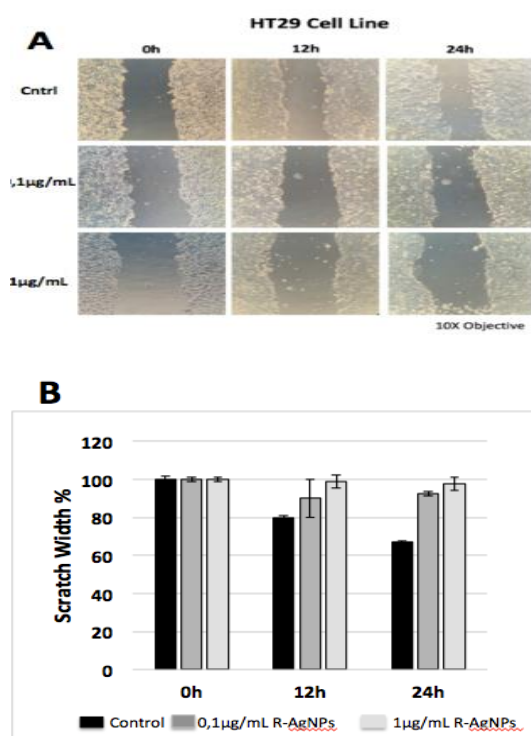 HT29 Cell Line
A
0h 12h 24h
Cntrl
,1µg/mL
1µg/mL
10X Objective
B
120
100
80
60
40
20
0
Scratch Width %
0h 12h 24h
Control 0,1µg/mL R-AgNPs 1µg/mL R-AgNPs